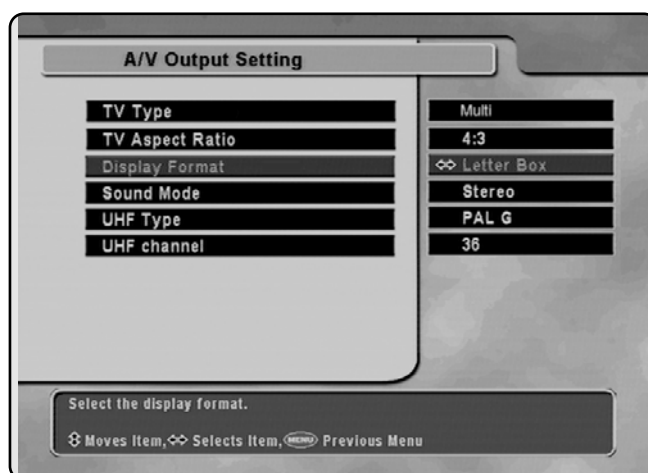 A/V Output Setting
TV Type Multi
TV Aspect Ratio 4:3
Display Format Letter Box
Sound Mode Stereo
UHF Type PAL G
UHF channel 36
Select the display format.
Moves Item, Selects Item, MENU Previous Menu